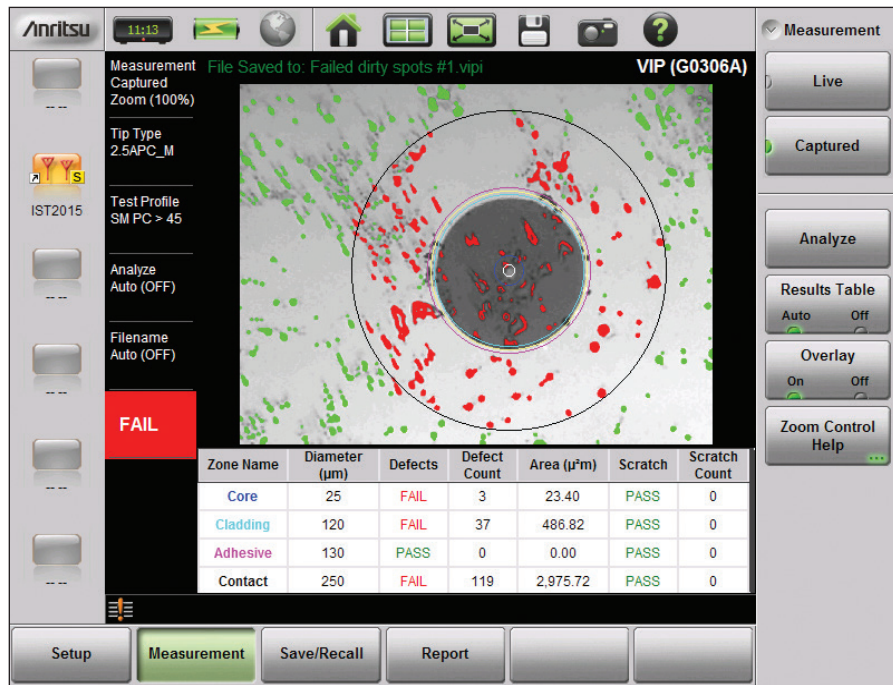 Anritsu
11:13
?
Measurement
Live
Captured
Analyze
Results Table
Auto Off
Overlay
On Off
Zoom Control
Help
-- --
S
IST2015
-- --
-- --
-- --
-- --
Measurement
Captured
Zoom (100%)
Tip Type
2.5APC_M
Test Profile
SM PC > 45
Analyze
Auto (OFF)
Filename
Auto (OFF)
FAIL
File Saved to: Failed dirty spots #1.vipi
VIP (G0306A)
Zone Name Diameter (µm) Defects Defect Count Area (µ²m) Scratch Scratch Count
Core 25 FAIL 3 23.40 PASS 0
Cladding 120 FAIL 37 486.82 PASS 0
Adhesive 130 PASS 0 0.00 PASS 0
Contact 250 FAIL 119 2,975.72 PASS 0
Setup Measurement Save/Recall Report